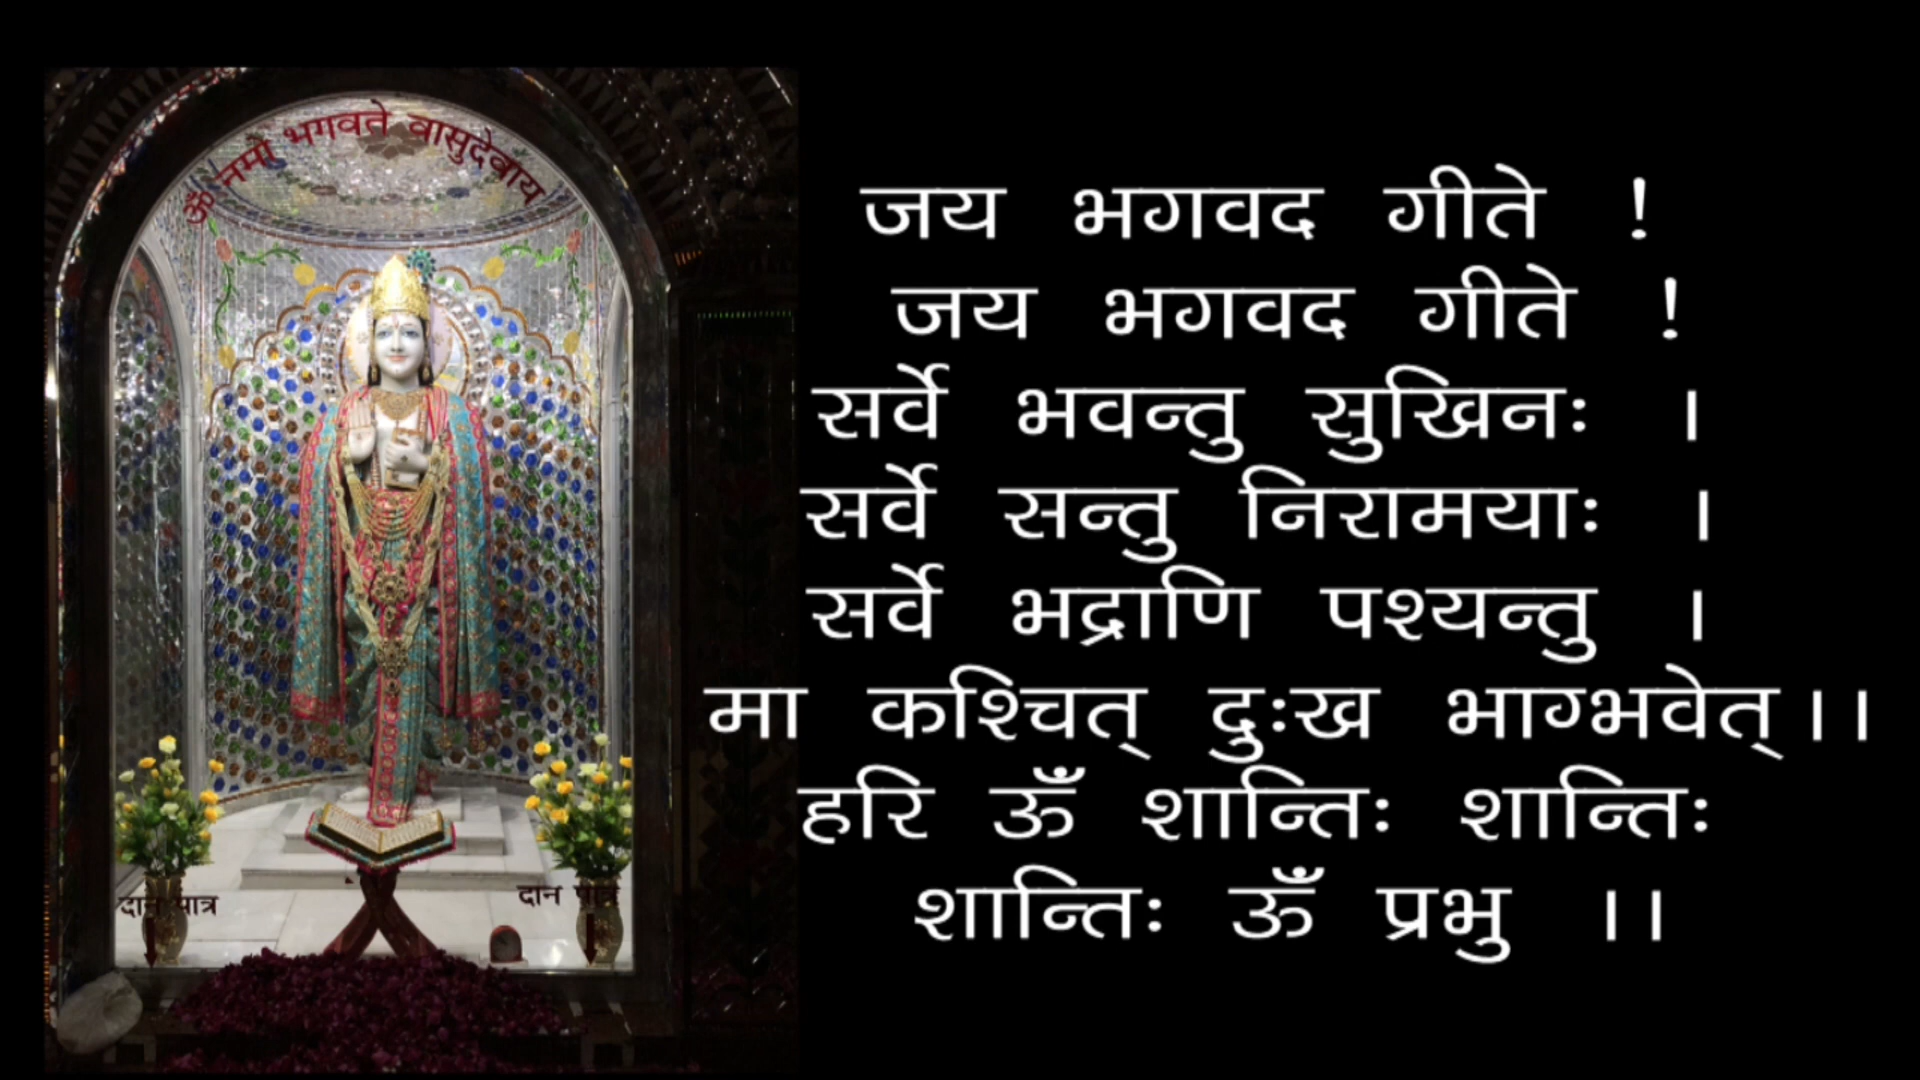 ॐ नमो भगवते वासुदेवाय
दान पात्र
दान पात्र
जय भगवद गीते !
जय भगवद गीते !
सर्वे भवन्तु सुखिनः ।
सर्वे सन्तु निरामयाः ।
सर्वे भद्राणि पश्यन्तु ।
मा कश्चित् दुःख भाग्भवेत्।।
हरि ऊँ शान्तिः शान्तिः
शान्तिः ऊँ प्रभु ।।